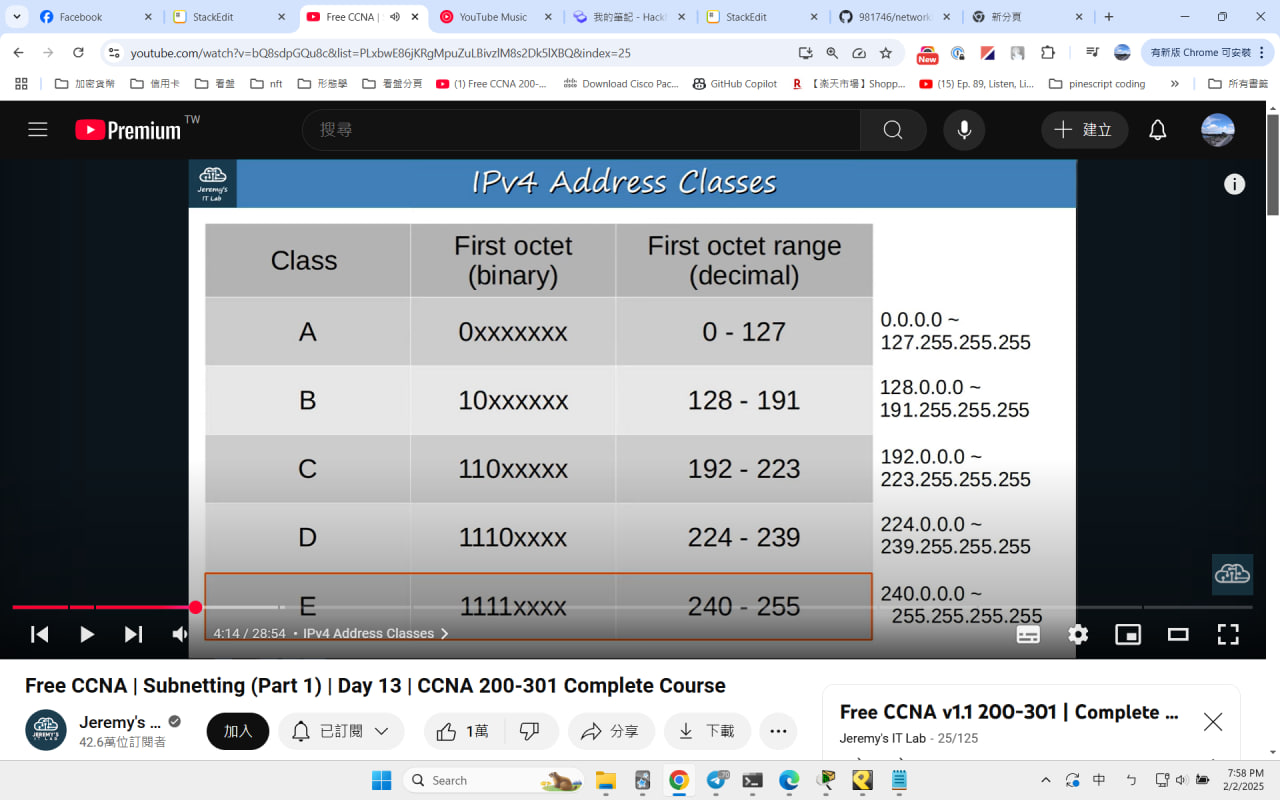 Facebook
StackEdit
Free CCNA |
YouTube Music
我的筆記 - Hackl
StackEdit
981746/network
新分頁
youtube.com/watch?v=bQ8sdpGQu8c&list=PLxbwE86jKRgMpuZuLBivzlM8s2Dk5lXBQ&index=25
New
有新版 Chrome 可安裝
加密貨幣
信用卡
看盤
nft
形態學
看盤分頁
(1) Free CCNA 200-...
Download Cisco Pac...
GitHub Copilot
【楽天市場】Shopp...
(15) Ep. 89, Listen, Li...
pinescript coding
所有書籤
Premium TW
搜尋
建立
Jeremy's
IT Lab
IPv4 Address Classes
Class
First octet
(binary)
First octet range
(decimal)
A
0xxxxxxx
0 - 127
0.0.0.0 ~
127.255.255.255
B
10xxxxxx
128 - 191
128.0.0.0 ~
191.255.255.255
C
110xxxxx
192 - 223
192.0.0.0 ~
223.255.255.255
D
1110xxxx
224 - 239
224.0.0.0 ~
239.255.255.255
E
1111xxxx
240 - 255
240.0.0.0 ~
255.255.255.255
4:14 / 28:54 • IPv4 Address Classes
Free CCNA | Subnetting (Part 1) | Day 13 | CCNA 200-301 Complete Course
JEREMY'S
IT LAB
Jeremy's ...
42.6萬位訂閱者
加入
已訂閱
1萬
分享
下載
Free CCNA v1.1 200-301 | Complete ...
Jeremy's IT Lab - 25/125
Search
70
中
7:58 PM
2/2/2025